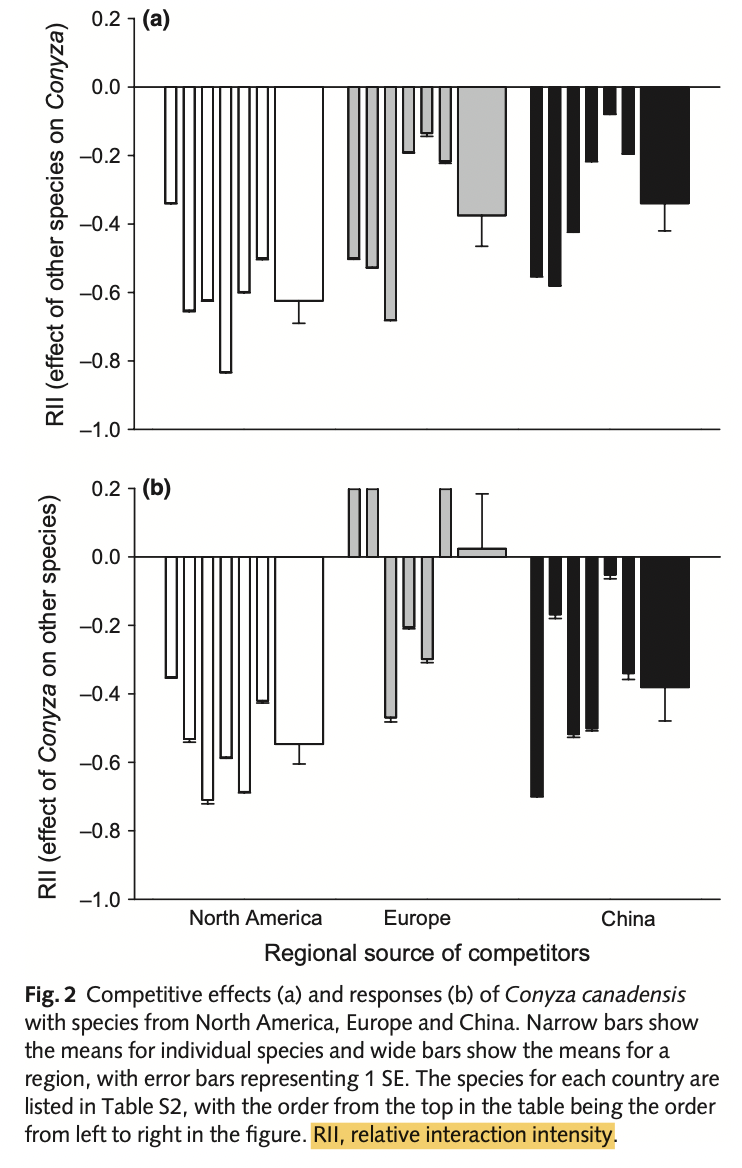 (a)
0.2
0.0
–0.2
–0.4
–0.6
–0.8
–1.0
RII (effect of other species on Conyza)
(b)
0.2
0.0
–0.2
–0.4
–0.6
–0.8
–1.0
RII (effect of Conyza on other species)
North America Europe China
Regional source of competitors
Fig. 2 Competitive effects (a) and responses (b) of Conyza canadensis
with species from North America, Europe and China. Narrow bars show
the means for individual species and wide bars show the means for a
region, with error bars representing 1 SE. The species for each country are
listed in Table S2, with the order from the top in the table being the order
from left to right in the figure. RII, relative interaction intensity.